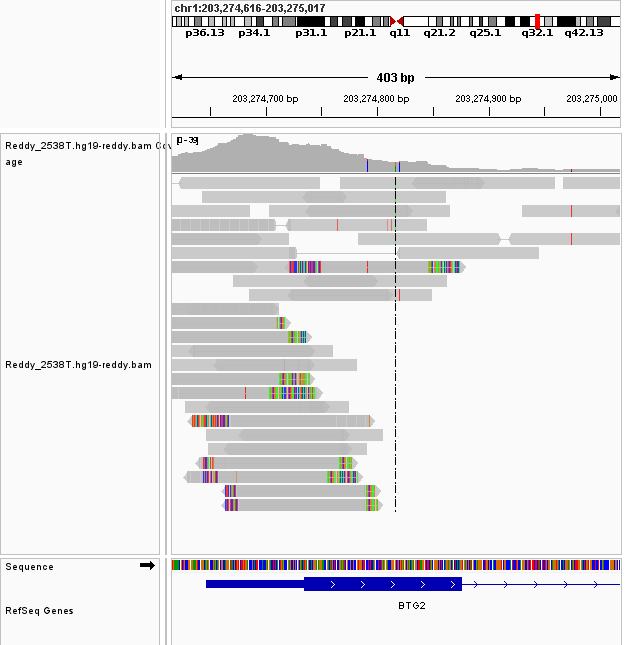 chr1:203,274,616-203,275,017
p36.13 p34.1 p31.1 p21.1 q11 q21.2 q25.1 q32.1 q42.13
403 bp
203,274,700 bp 203,274,800 bp 203,274,900 bp 203,275,000
Reddy_2538T.hg19-reddy.bam Cov
age
[0-39]
Reddy_2538T.hg19-reddy.bam
Sequence
BTG2
RefSeq Genes